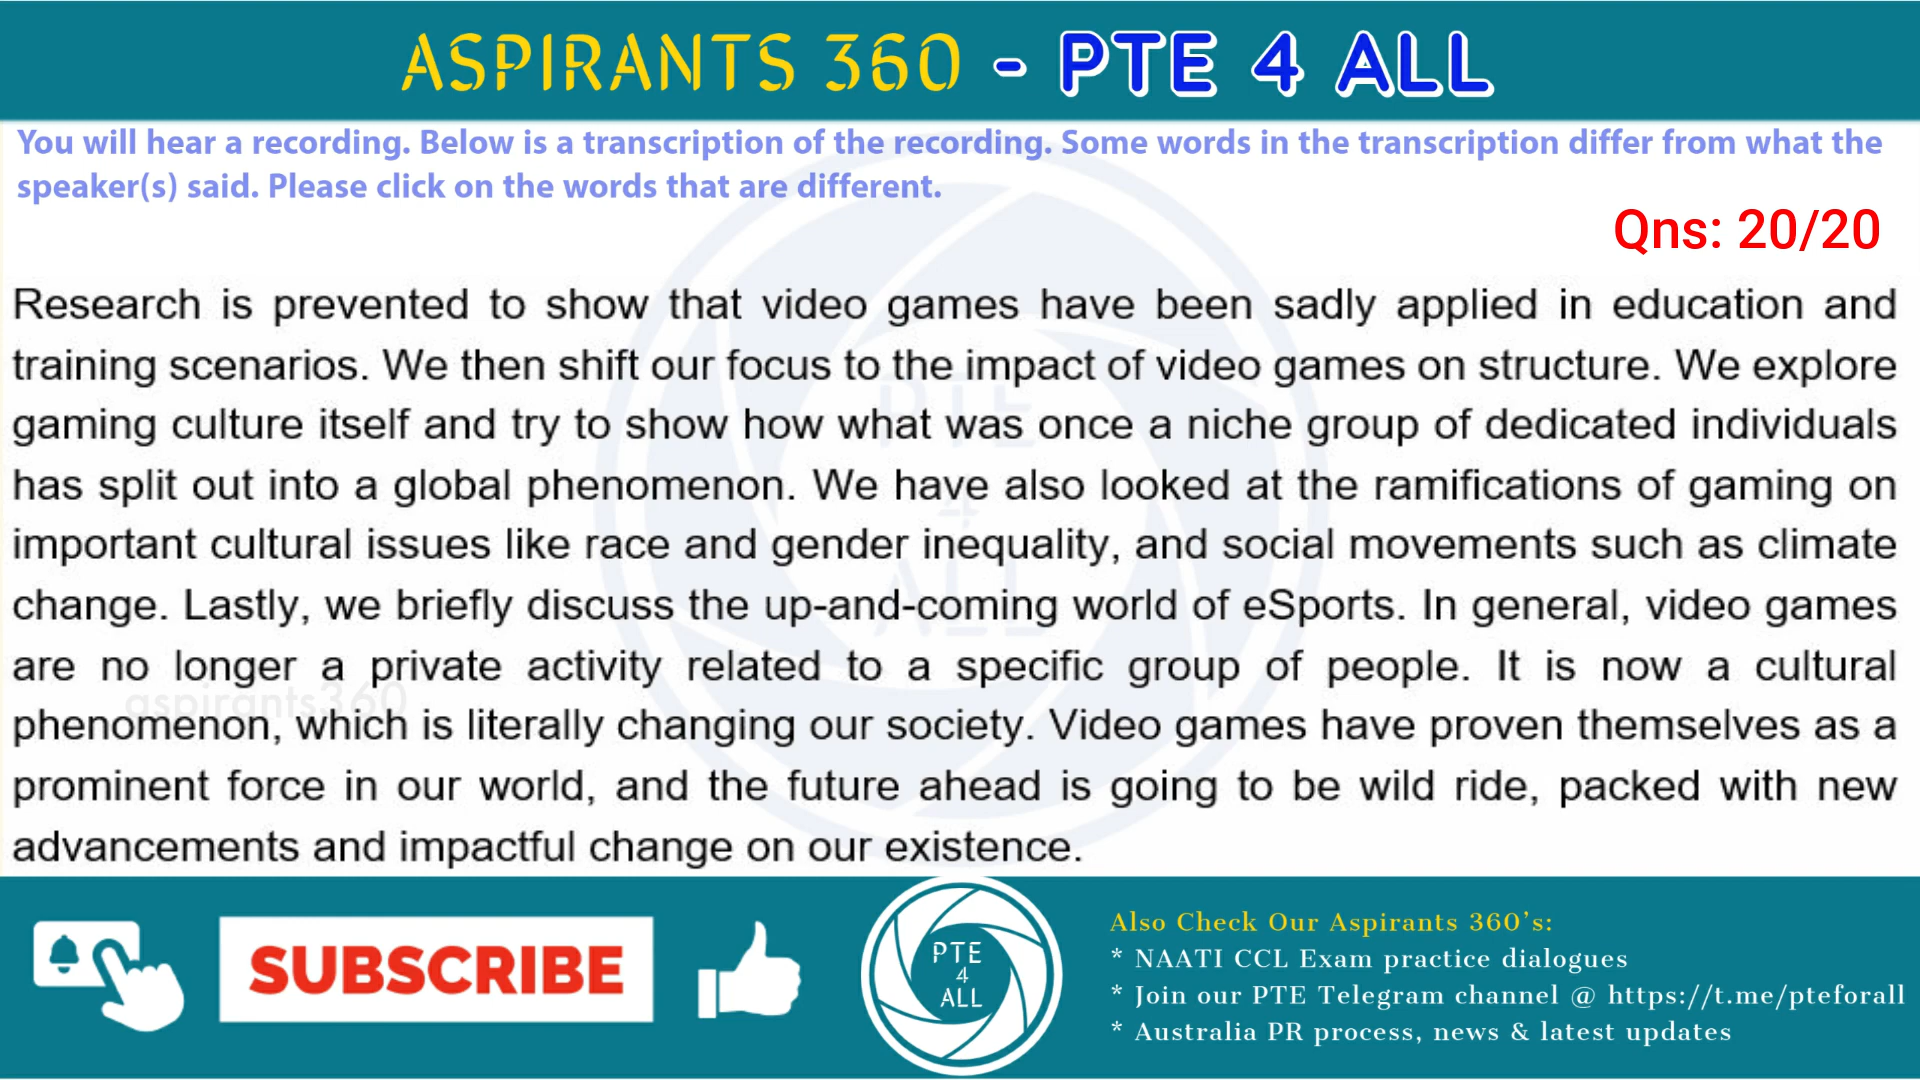 ASPIRANTS 360 - PTE 4 ALL
You will hear a recording. Below is a transcription of the recording. Some words in the transcription differ from what the
speaker(s) said. Please click on the words that are different.
Qns: 20/20
Research is prevented to show that video games have been sadly applied in education and
training scenarios. We then shift our focus to the impact of video games on structure. We explore
gaming culture itself and try to show how what was once a niche group of dedicated individuals
has split out into a global phenomenon. We have also looked at the ramifications of gaming on
important cultural issues like race and gender inequality, and social movements such as climate
change. Lastly, we briefly discuss the up-and-coming world of eSports. In general, video games
are no longer a private activity related to a specific group of people. It is now a cultural
aspirants360
phenomenon, which is literally changing our society. Video games have proven themselves as a
prominent force in our world, and the future ahead is going to be wild ride, packed with new
advancements and impactful change on our existence.
PTE
4
ALL
SUBSCRIBE
PTE
4
ALL
Also Check Our Aspirants 360's:
* NAATI CCL Exam practice dialogues
* Join our PTE Telegram channel @ https://t.me/pteforall
* Australia PR process, news & latest updates